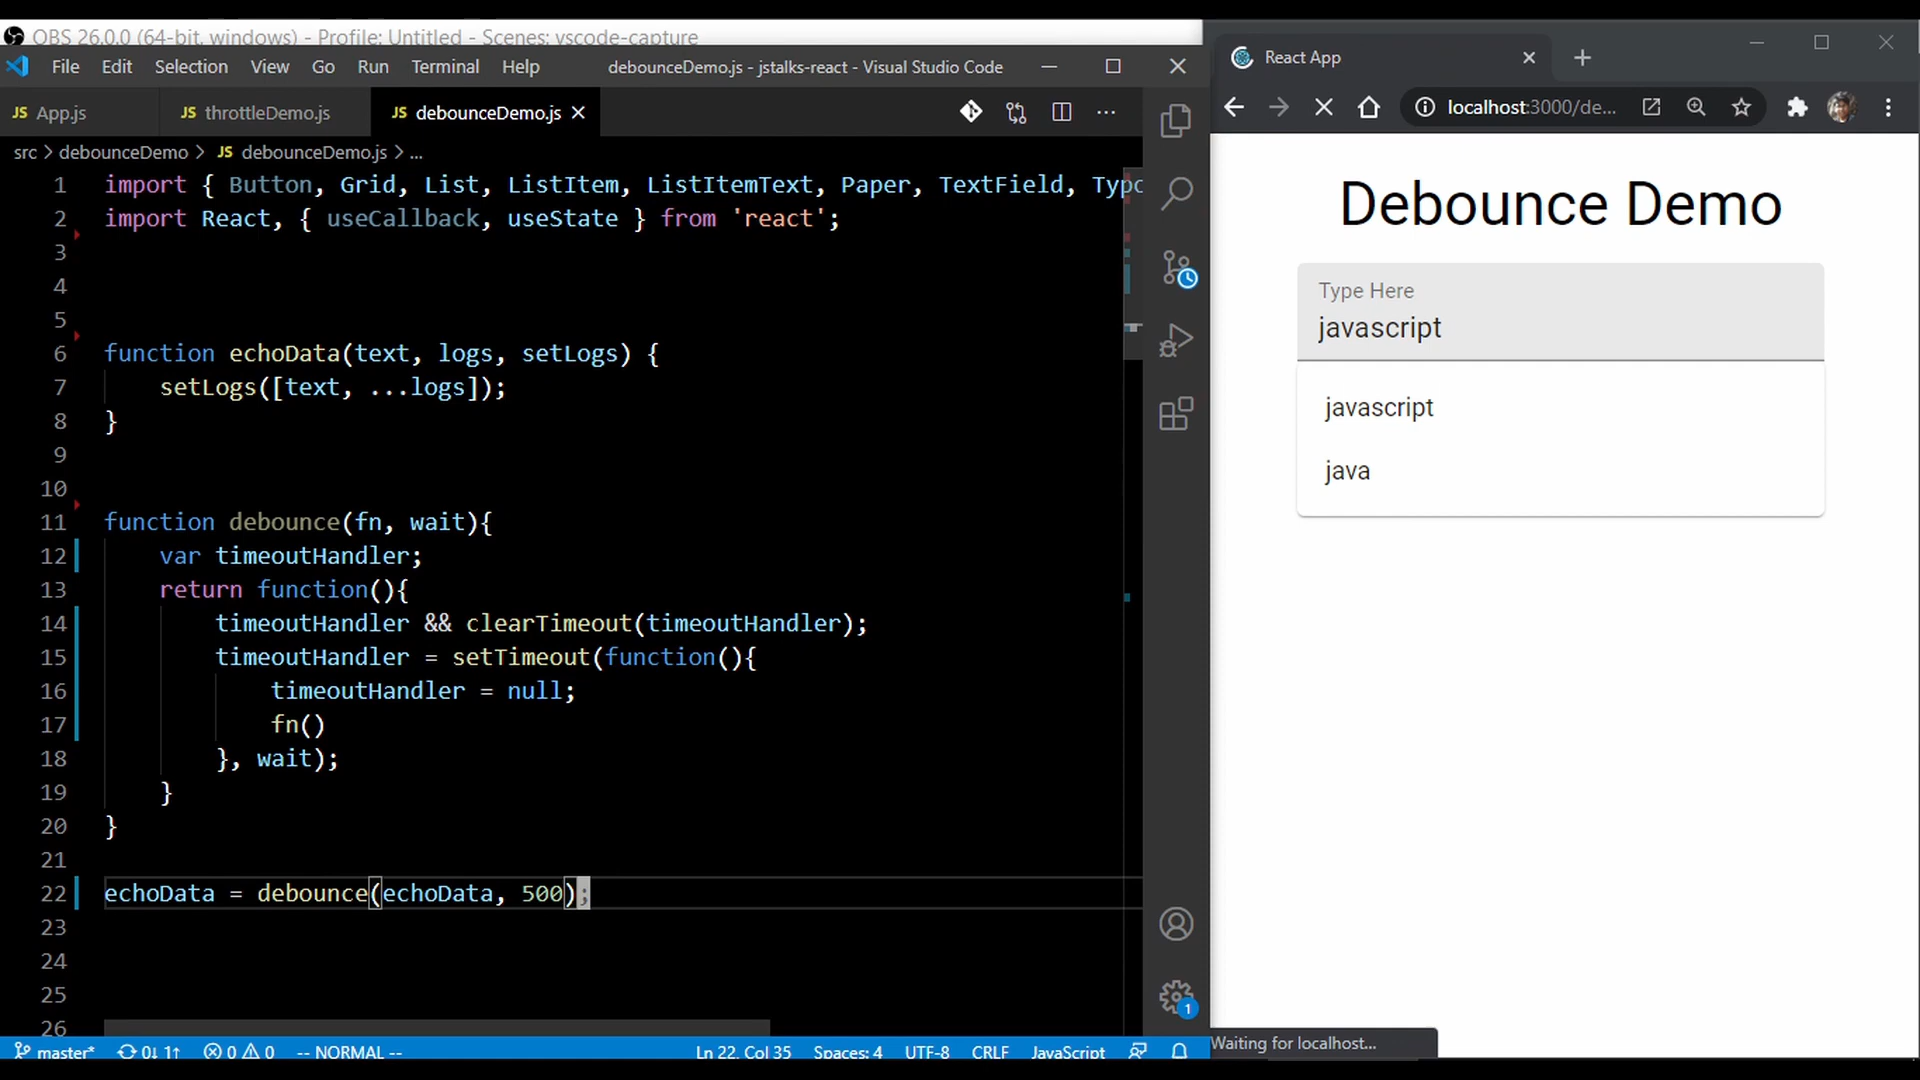 OBS 26.0.0 (64-bit, windows) - Profile: Untitled - Scenes: vscode-capture
File Edit Selection View Go Run Terminal Help debounceDemo.js - jstalks-react - Visual Studio Code
JS App.js JS throttleDemo.js JS debounceDemo.js
src > debounceDemo > JS debounceDemo.js > ...
1 import { Button, Grid, List, ListItem, ListItemText, Paper, TextField, Typo
2 import React, { useCallback, useState } from 'react';
3
4
5
6 function echoData(text, logs, setLogs) {
7 setLogs([text, ...logs]);
8 }
9
10
11 function debounce(fn, wait){
12 var timeoutHandler;
13 return function(){
14 timeoutHandler && clearTimeout(timeoutHandler);
15 timeoutHandler = setTimeout(function(){
16 timeoutHandler = null;
17 fn()
18 }, wait);
19 }
20 }
21
22 echoData = debounce(echoData, 500);
23
24
25
26
1
master* 0↓ 1↑ 0 0 -- NORMAL -- Ln 22, Col 35 Spaces: 4 UTF-8 CRLF JavaScript
React App
localhost:3000/de...
Debounce Demo
Type Here
javascript
javascript
java
Waiting for localhost...